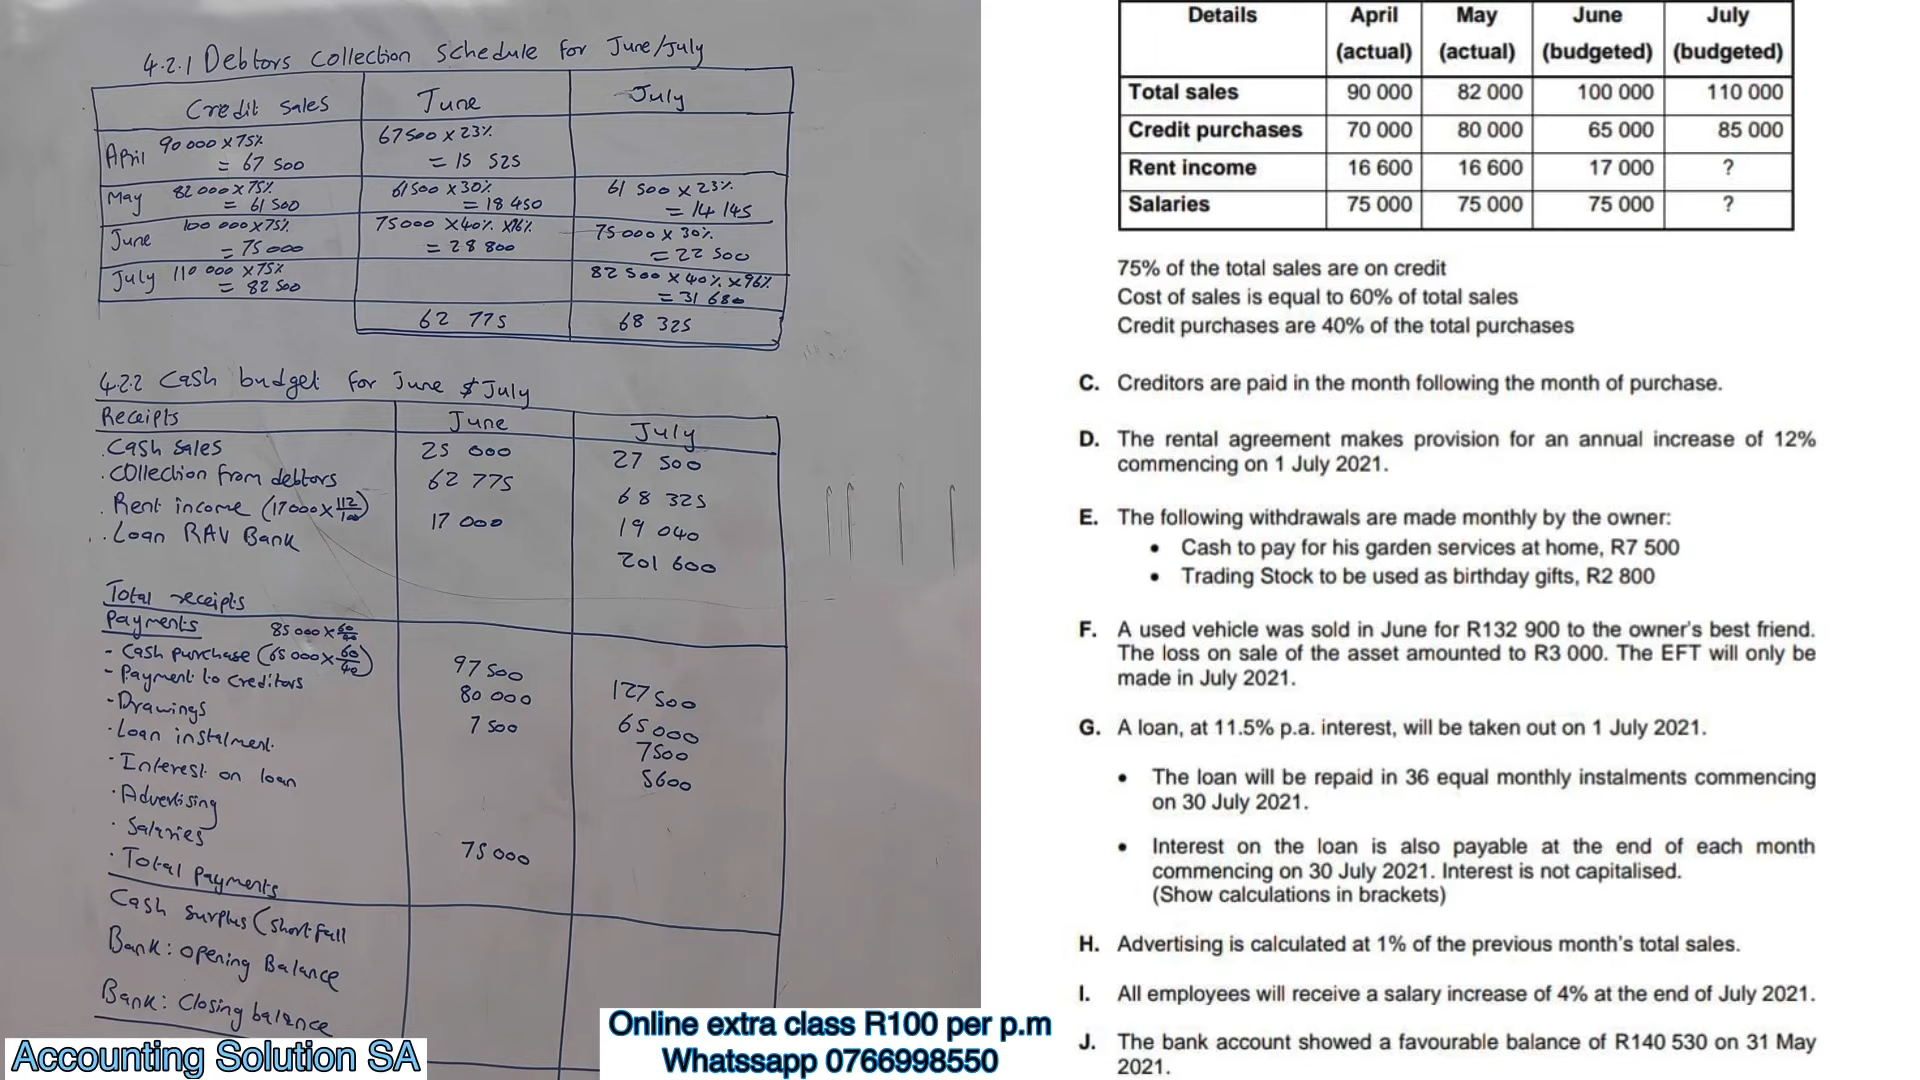 4.2.1 Debtors collection schedule for June/July
Credit sales June July
April 90 000 x 75% = 67 500
67500 x 23% = 15 525
May 82 000 x 75% = 61 500
61500 x 30% = 18 450
61 500 x 23% = 14 145
June 100 000 x 75% = 75 000
75000 x 40% x 96% = 28 800
75 000 x 30% = 22 500
July 110 000 x 75% = 82 500
82 500 x 40% x 96% = 31 680
62 775 68 325
4.2.2 Cash budget for June & July
Receipts June July
Cash sales 25 000 27 500
Collection from debtors 62 775 68 325
Rent income (17000 x 112/100) 17 000 19 040
Loan RAV Bank 201 600
Total receipts
Payments 85 000 x 60/40
- Cash purchase (65 000 x 60/40) 97 500 127 500
- Payment to creditors 80 000 65 000
- Drawings 7 500 7500
- Loan instalment 5600
- Interest on loan
- Advertising
- Salaries 75 000
- Total payments
Cash surplus (shortfall
Bank: Opening Balance
Bank: Closing balance
Details April (actual) May (actual) June (budgeted) July (budgeted)
Total sales 90 000 82 000 100 000 110 000
Credit purchases 70 000 80 000 65 000 85 000
Rent income 16 600 16 600 17 000 ?
Salaries 75 000 75 000 75 000 ?
75% of the total sales are on credit
Cost of sales is equal to 60% of total sales
Credit purchases are 40% of the total purchases
C. Creditors are paid in the month following the month of purchase.
D. The rental agreement makes provision for an annual increase of 12%
commencing on 1 July 2021.
E. The following withdrawals are made monthly by the owner:
• Cash to pay for his garden services at home, R7 500
• Trading Stock to be used as birthday gifts, R2 800
F. A used vehicle was sold in June for R132 900 to the owner's best friend.
The loss on sale of the asset amounted to R3 000. The EFT will only be
made in July 2021.
G. A loan, at 11.5% p.a. interest, will be taken out on 1 July 2021.
• The loan will be repaid in 36 equal monthly instalments commencing
on 30 July 2021.
• Interest on the loan is also payable at the end of each month
commencing on 30 July 2021. Interest is not capitalised.
(Show calculations in brackets)
H. Advertising is calculated at 1% of the previous month's total sales.
I. All employees will receive a salary increase of 4% at the end of July 2021.
J. The bank account showed a favourable balance of R140 530 on 31 May
2021.
Online extra class R100 per p.m
Whatssapp 0766998550
Accounting Solution SA